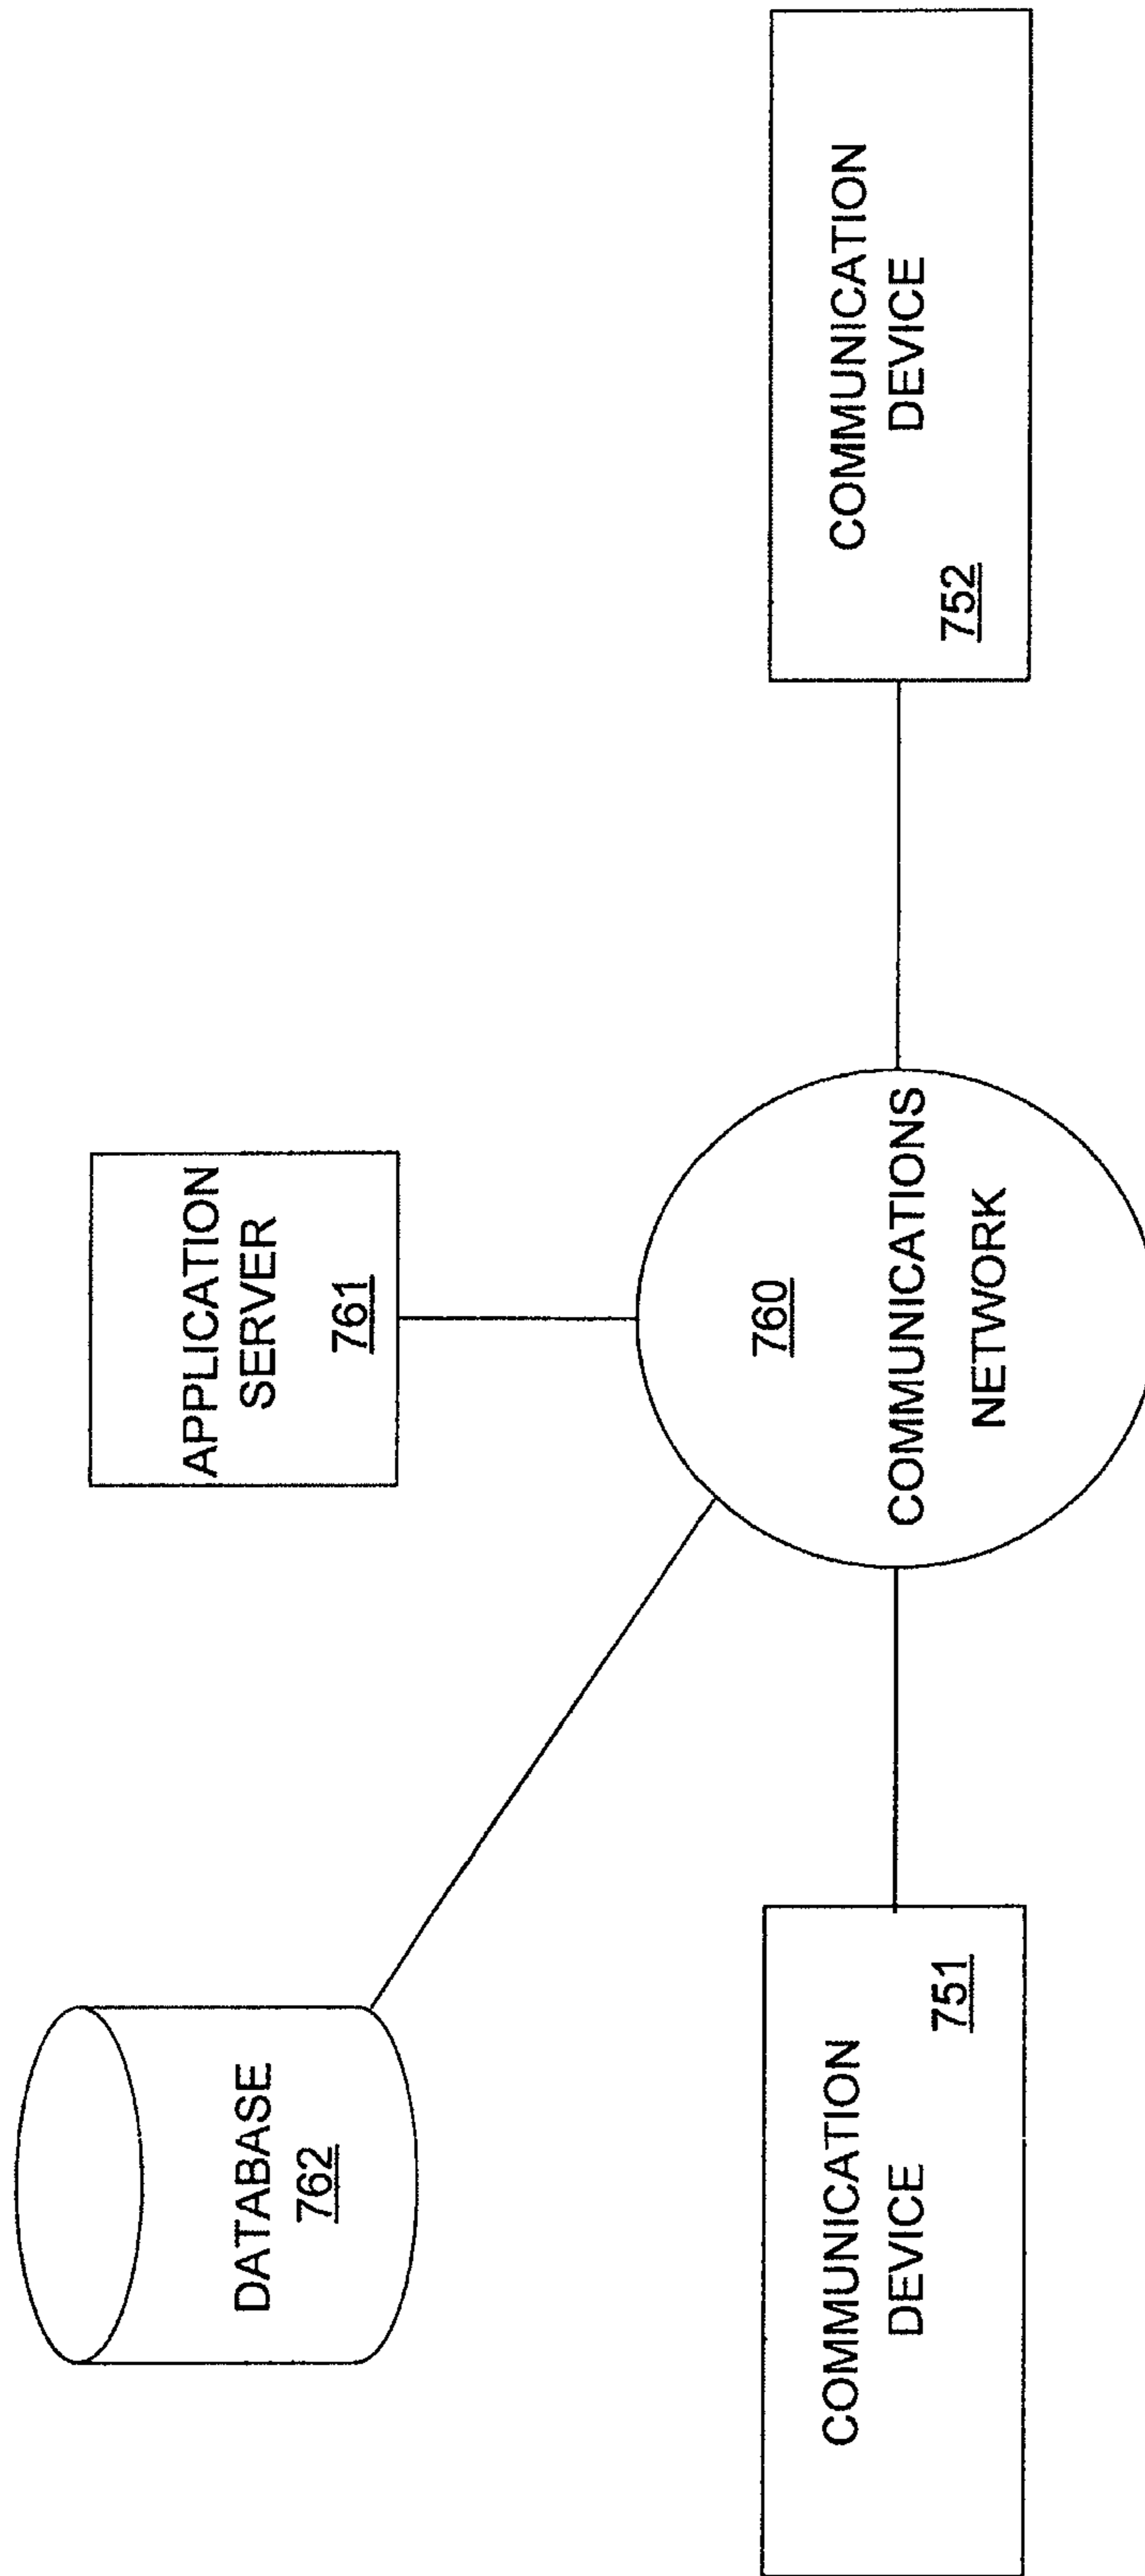 DATABASE
762
APPLICATION
SERVER
761
760
COMMUNICATIONS
NETWORK
COMMUNICATION
DEVICE
751
COMMUNICATION
DEVICE
752